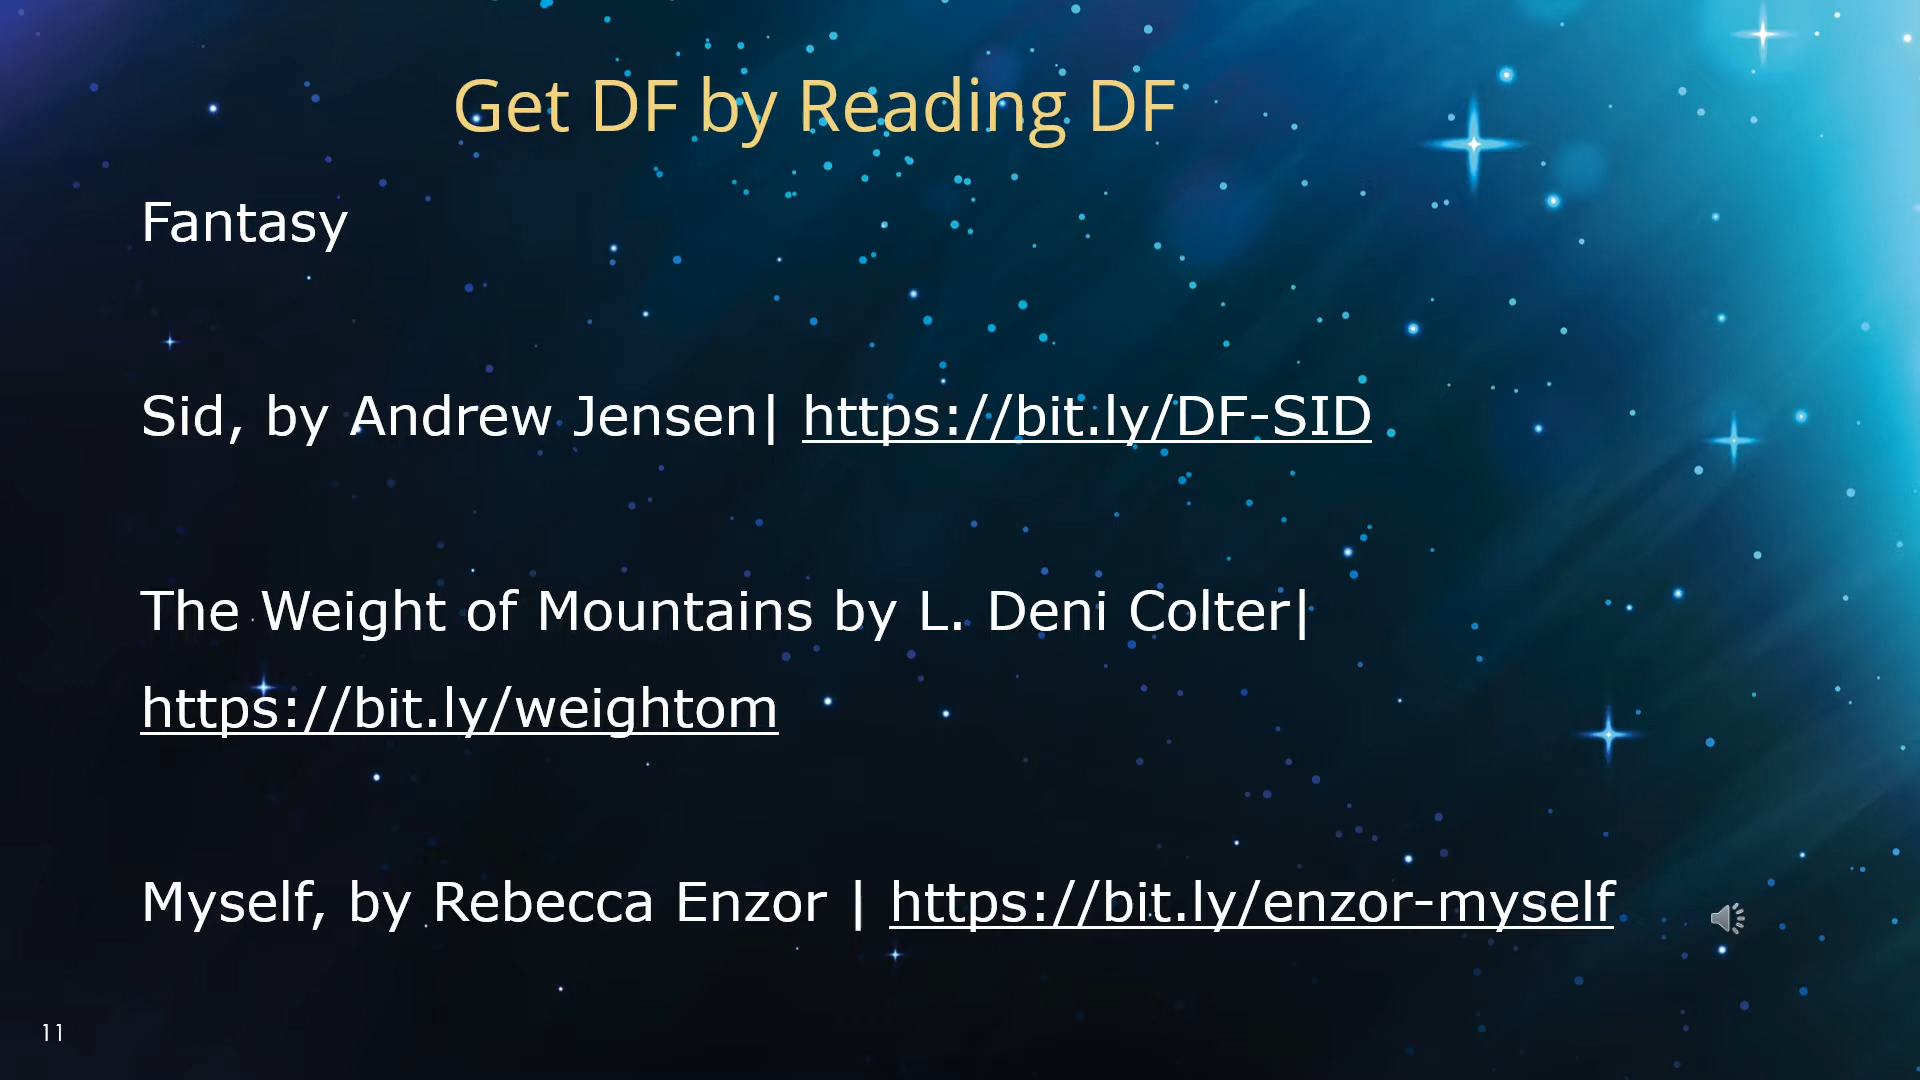 Get DF by Reading DF
Fantasy
Sid, by Andrew Jensen| https://bit.ly/DF-SID
The Weight of Mountains by L. Deni Colter|
https://bit.ly/weightom
Myself, by Rebecca Enzor | https://bit.ly/enzor-myself
11